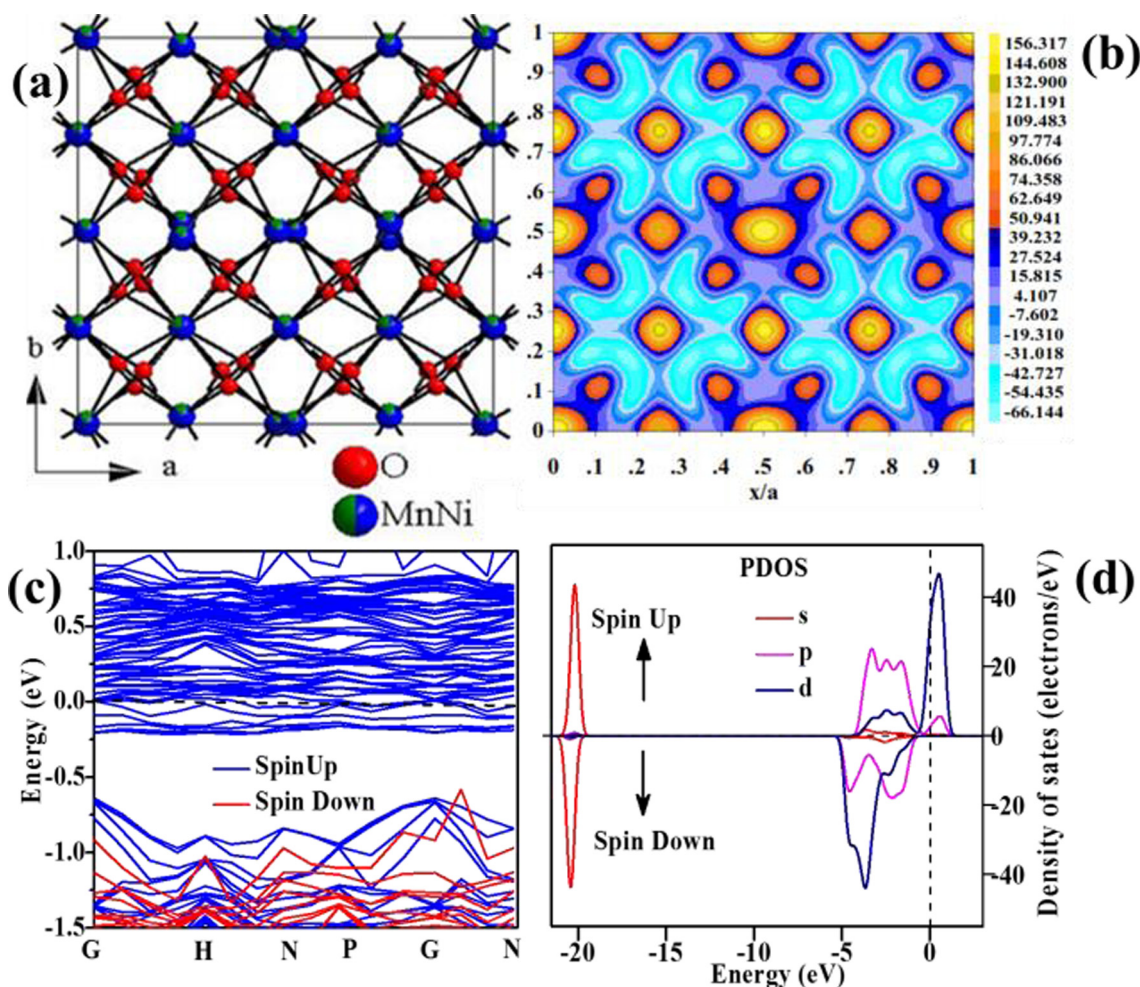 (a)
b
a
O
MnNi
(b)
1
.9
.8
.7
.6
.5
.4
.3
.2
.1
0
0 .1 .2 .3 .4 .5 .6 .7 .8 .9 1
x/a
156.317
144.608
132.900
121.191
109.483
97.774
86.066
74.358
62.649
50.941
39.232
27.524
15.815
4.107
-7.602
-19.310
-31.018
-42.727
-54.435
-66.144
(c)
Energy (eV)
1.0
0.5
0.0
-0.5
-1.0
-1.5
SpinUp
Spin Down
G H N P G N
(d)
PDOS
s
p
d
Spin Up
Spin Down
40
20
0
-20
-40
Density of sates (electrons/eV)
-20 -15 -10 -5 0
Energy (eV)